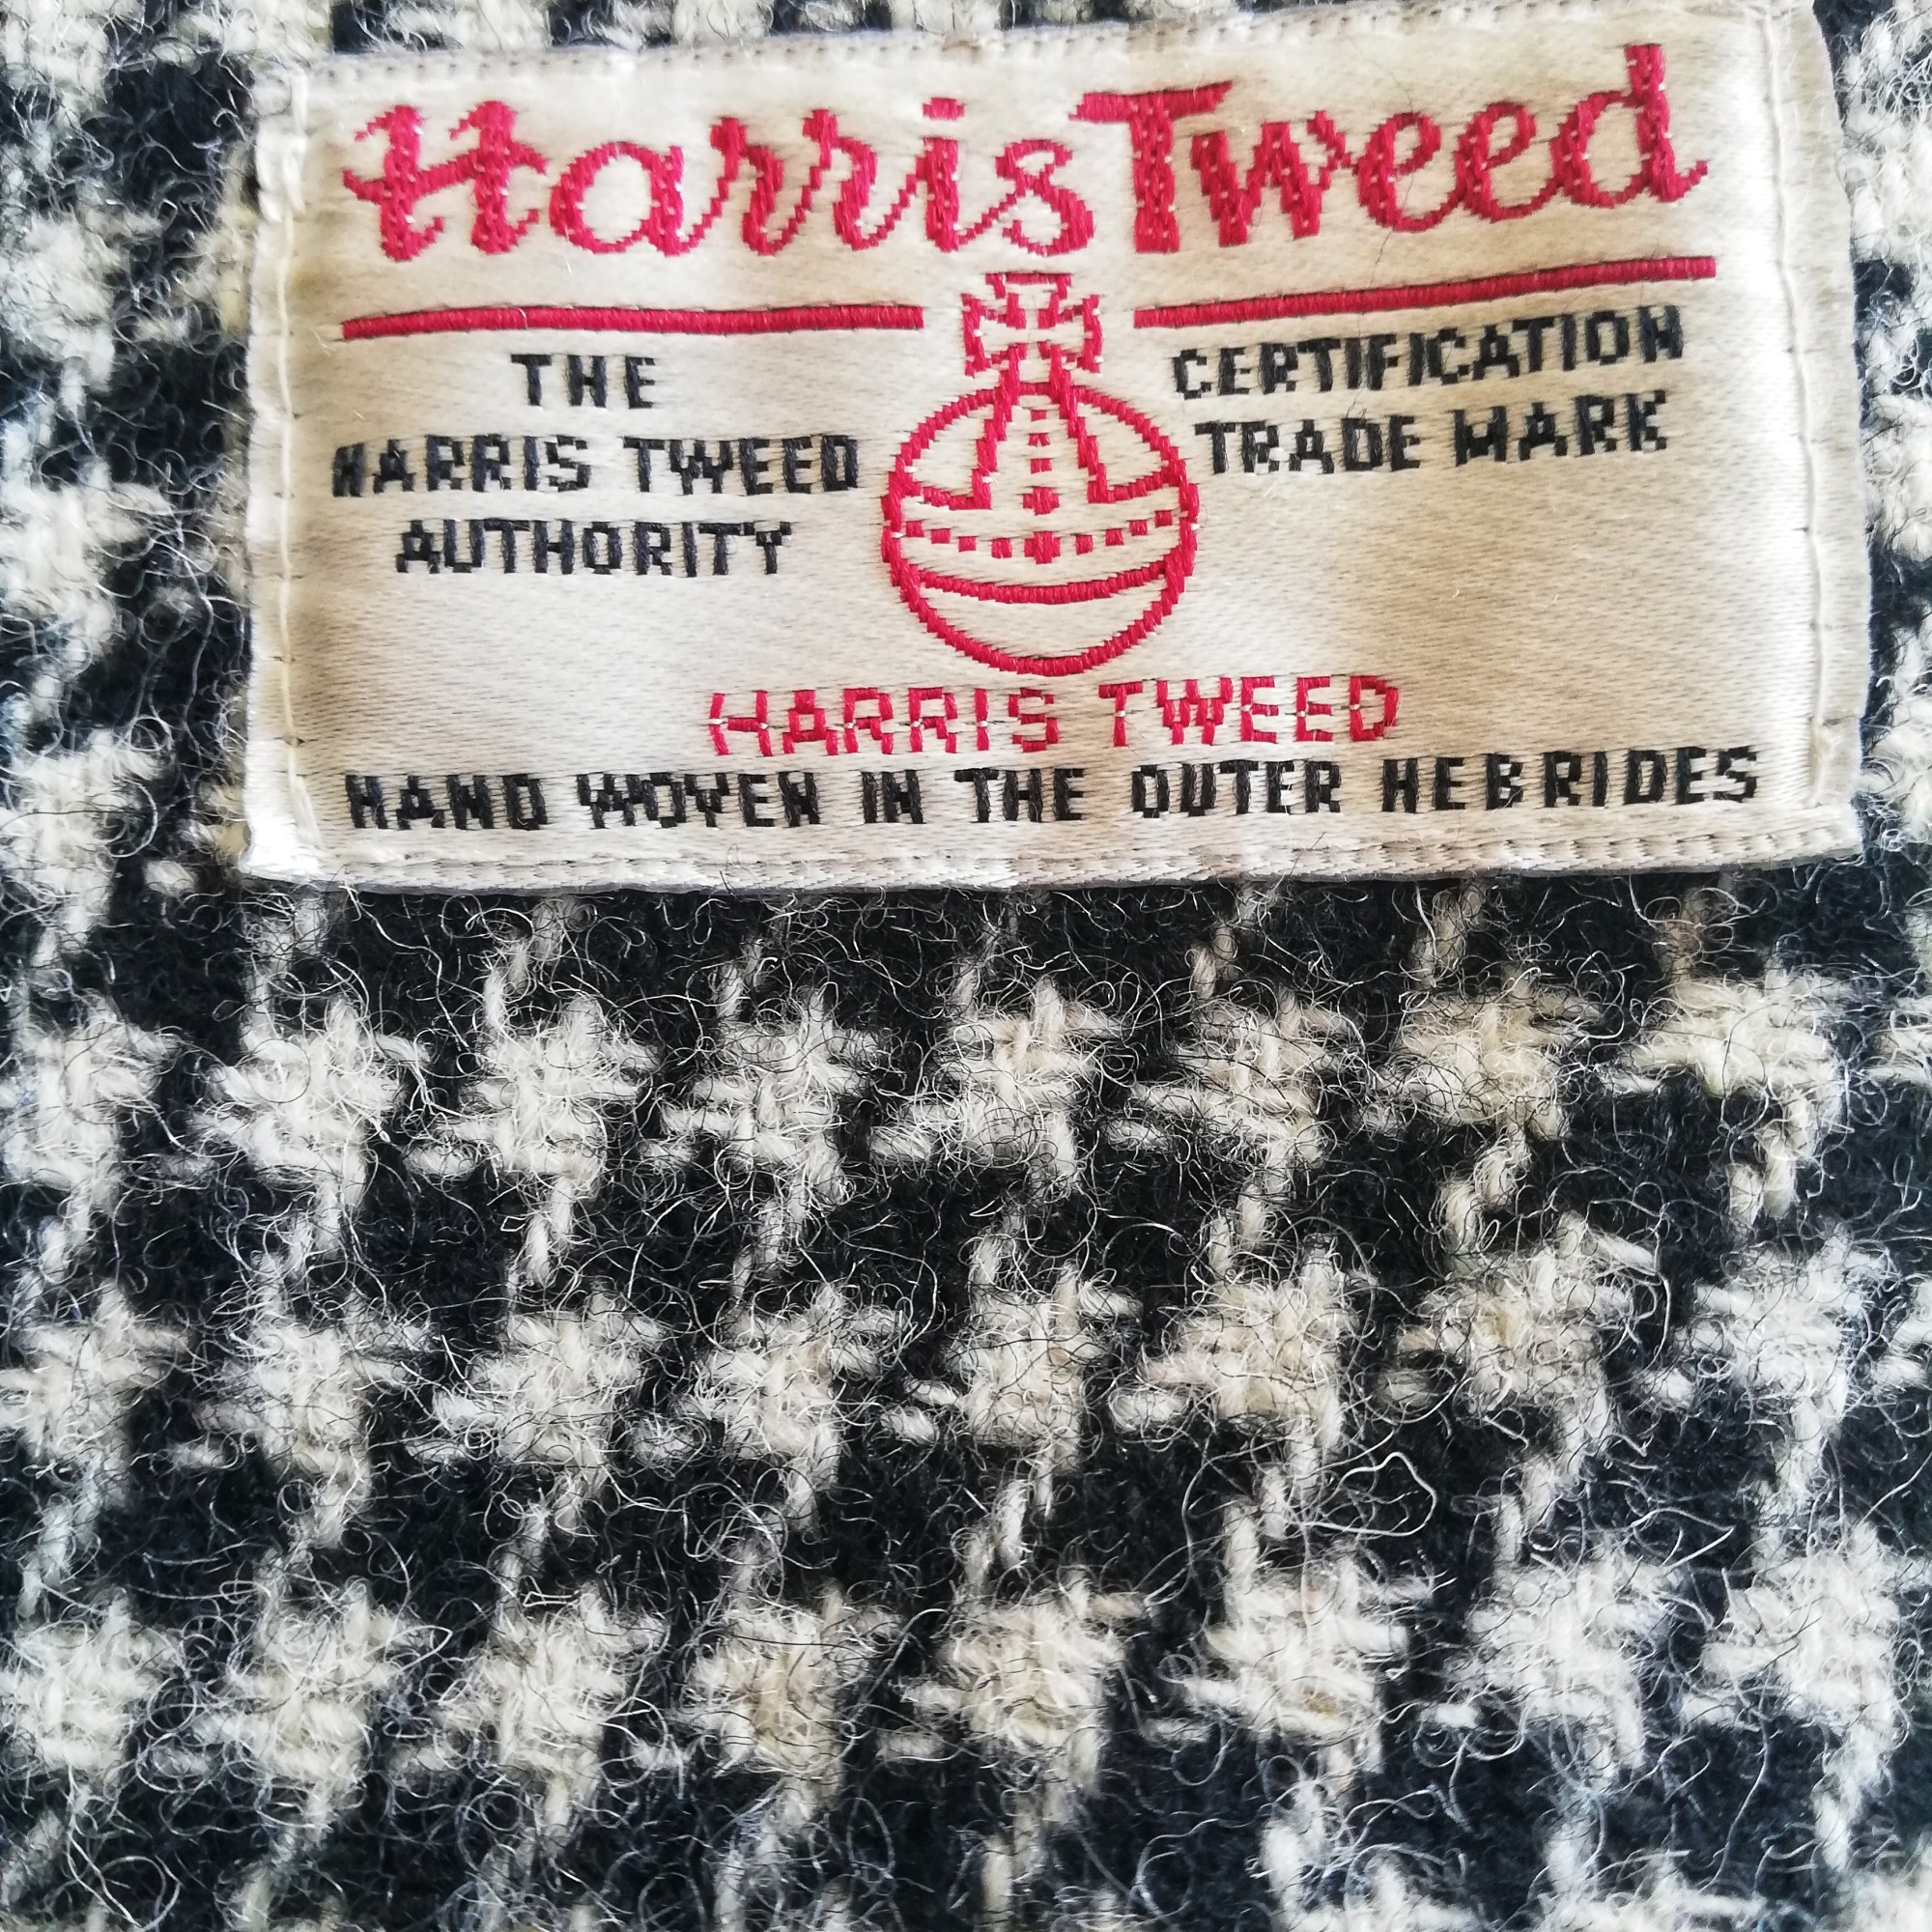 Harris Tweed
THE
HARRIS TWEED
AUTHORITY
CERTIFICATION
TRADE MARK
HARRIS TWEED
HAND WOVEN IN THE OUTER HEBRIDES